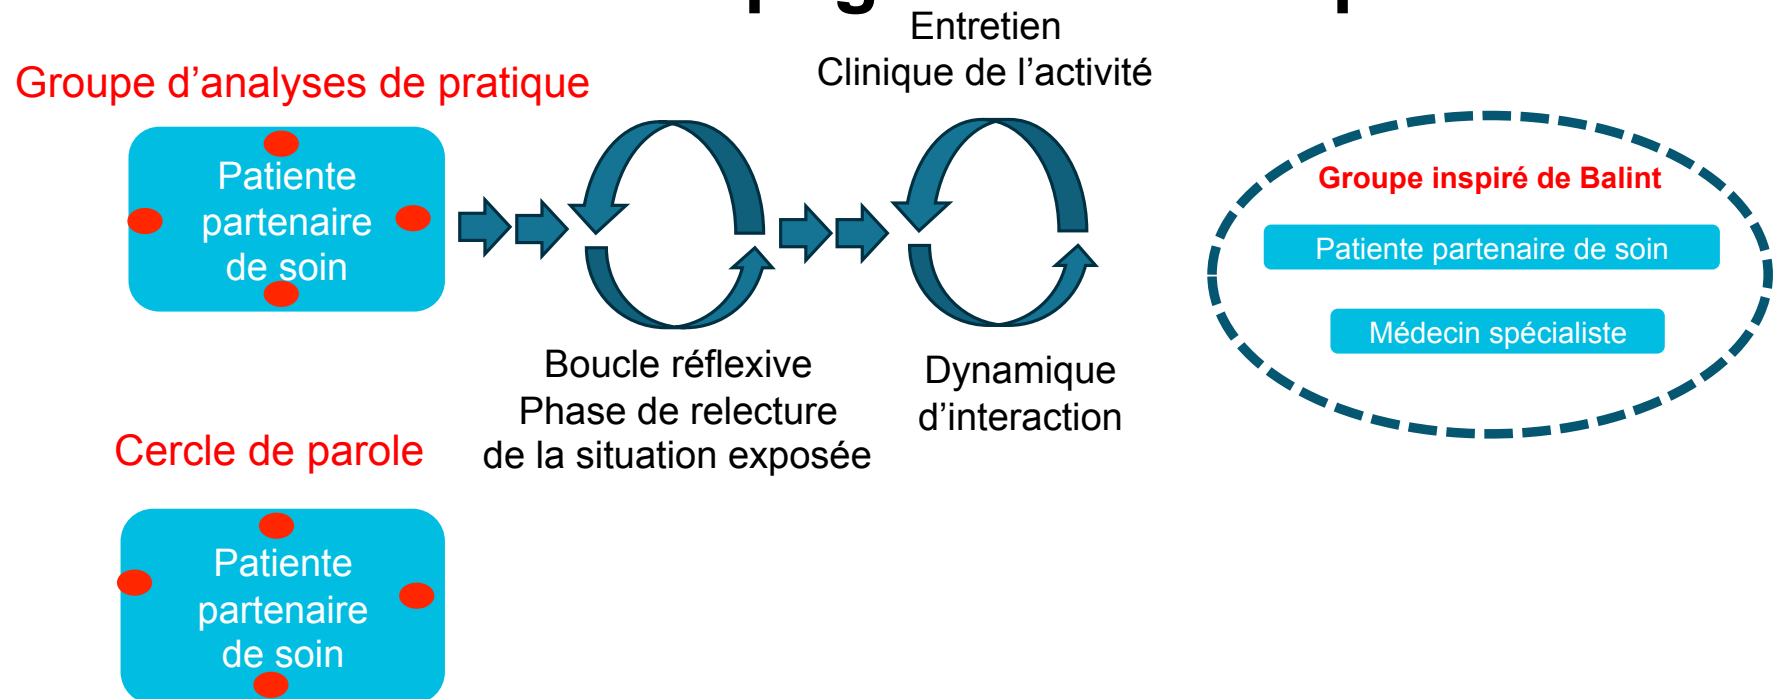 Entretien
Clinique de l’activité
Groupe d’analyses de pratique
Patiente
partenaire
de soin
Boucle réflexive
Phase de relecture
de la situation exposée
Dynamique
d’interaction
Groupe inspiré de Balint
Patiente partenaire de soin
Médecin spécialiste
Cercle de parole
Patiente
partenaire
de soin